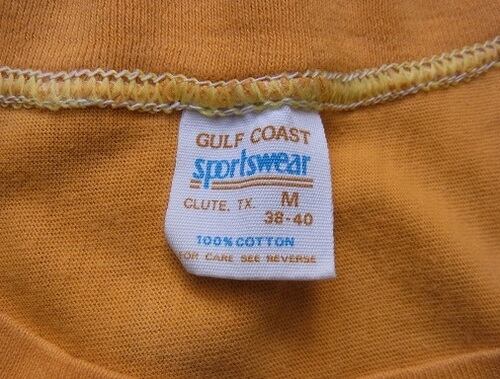 GULF COAST
sportswear
CLUTE, TX. M
38-40
100% COTTON
FOR CARE SEE REVERSE